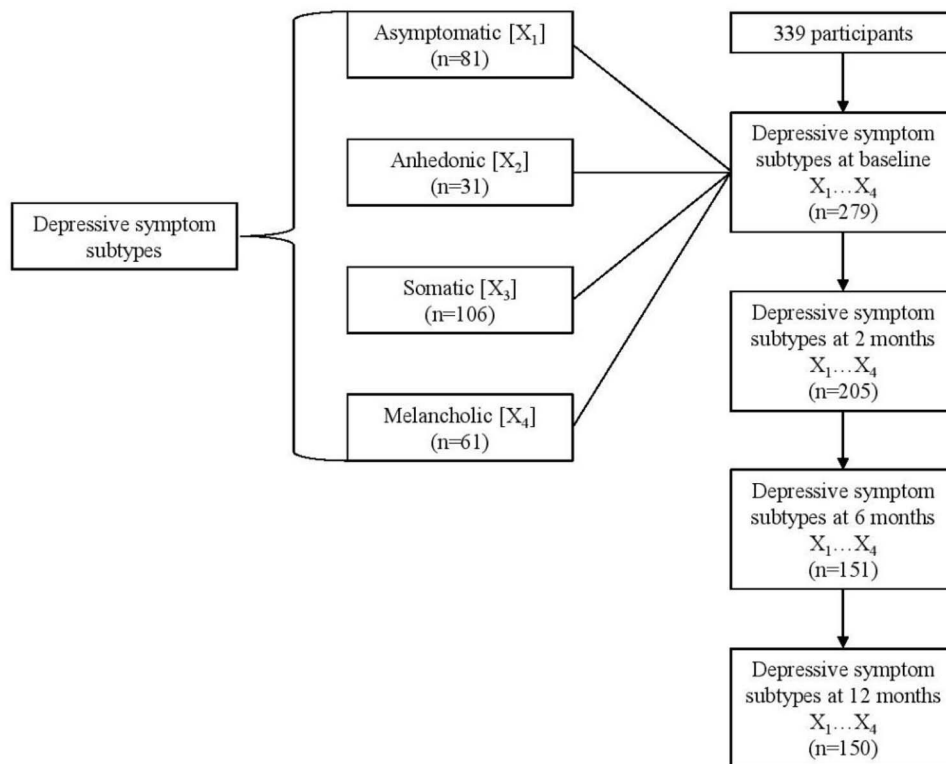 Depressive symptom
subtypes
Asymptomatic [X₁]
(n=81)
Anhedonic [X₂]
(n=31)
Somatic [X₃]
(n=106)
Melancholic [X₄]
(n=61)
339 participants
Depressive symptom
subtypes at baseline
X₁…X₄
(n=279)
Depressive symptom
subtypes at 2 months
X₁…X₄
(n=205)
Depressive symptom
subtypes at 6 months
X₁…X₄
(n=151)
Depressive symptom
subtypes at 12 months
X₁…X₄
(n=150)